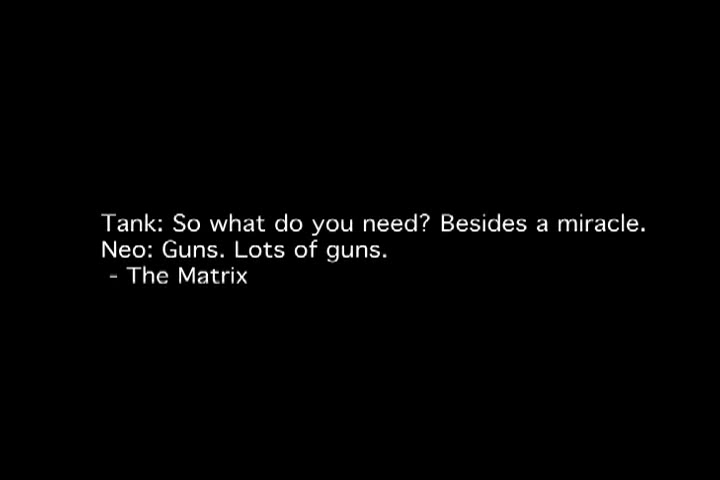 Tank: So what do you need? Besides a miracle.
Neo: Guns. Lots of guns.
- The Matrix